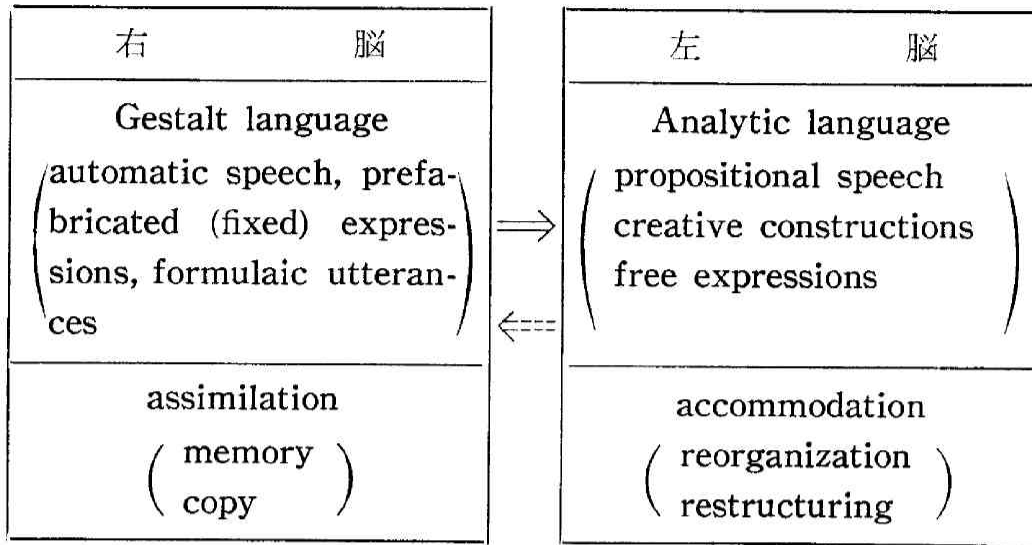 右 脳
Gestalt language
automatic speech, prefa-
bricated (fixed) expres-
sions, formulaic utteran-
ces
assimilation
( memory
copy )
左 脳
Analytic language
propositional speech
creative constructions
free expressions
accommodation
( reorganization
restructuring )